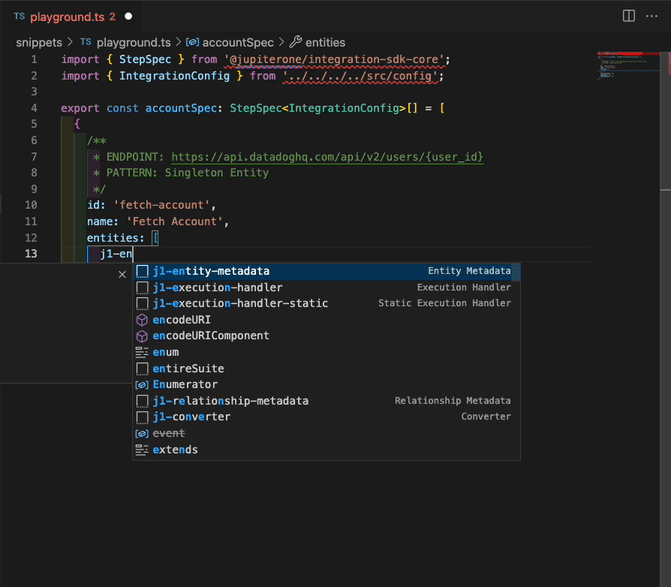 TS playground.ts 2
snippets > TS playground.ts > accountSpec > entities
1 import { StepSpec } from '@jupiterone/integration-sdk-core';
2 import { IntegrationConfig } from '../../../../src/config';
3
4 export const accountSpec: StepSpec<IntegrationConfig>[] = [
5 {
6 /**
7 * ENDPOINT: https://api.datadoghq.com/api/v2/users/{user_id}
8 * PATTERN: Singleton Entity
9 */
10 id: 'fetch-account',
11 name: 'Fetch Account',
12 entities: [
13 j1-en
j1-entity-metadata Entity Metadata
j1-execution-handler Execution Handler
j1-execution-handler-static Static Execution Handler
encodeURI
encodeURIComponent
enum
entireSuite
Enumerator
j1-relationship-metadata Relationship Metadata
j1-converter Converter
event
extends